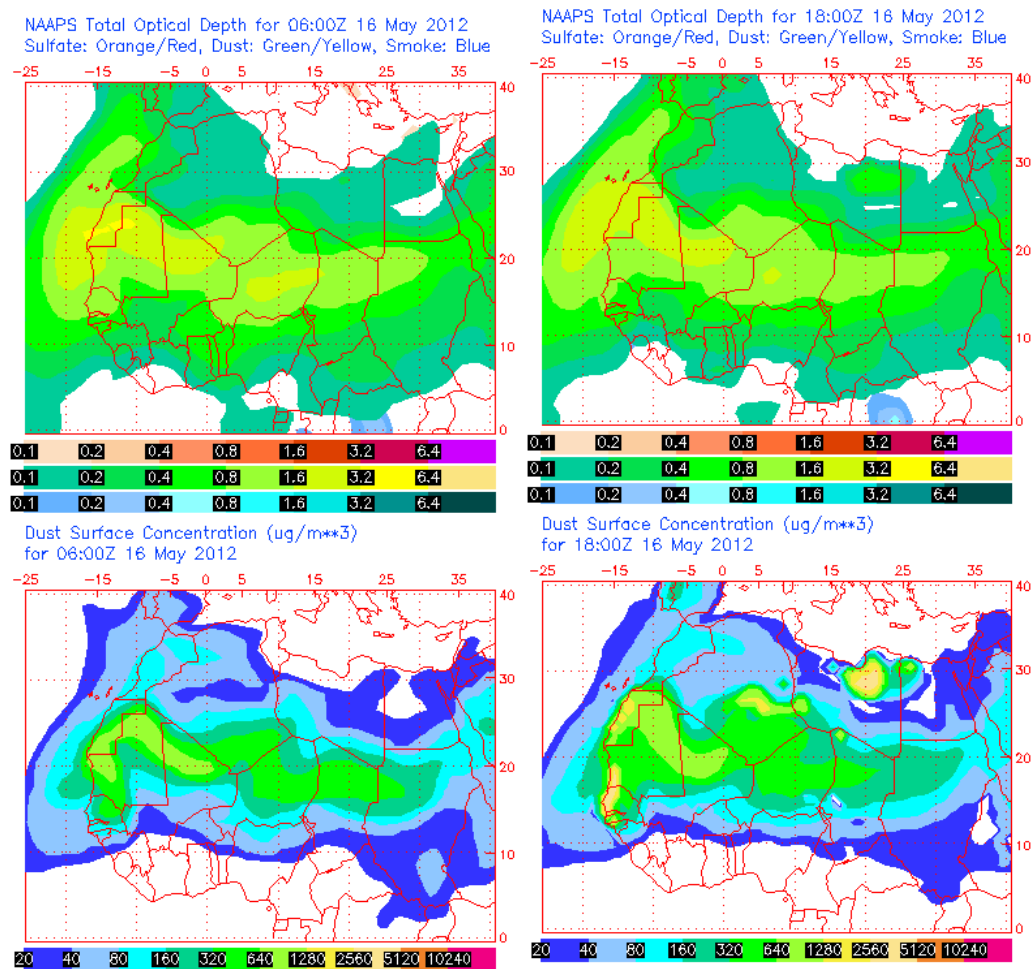 NAAPS Total Optical Depth for 06:00Z 16 May 2012
Sulfate: Orange/Red, Dust: Green/Yellow, Smoke: Blue
-25 -15 -5 0 5 15 25 35
40
30
20
10
0
0.1 0.2 0.4 0.8 1.6 3.2 6.4
0.1 0.2 0.4 0.8 1.6 3.2 6.4
0.1 0.2 0.4 0.8 1.6 3.2 6.4
NAAPS Total Optical Depth for 18:00Z 16 May 2012
Sulfate: Orange/Red, Dust: Green/Yellow, Smoke: Blue
-25 -15 -5 0 5 15 25 35
40
30
20
10
0
0.1 0.2 0.4 0.8 1.6 3.2 6.4
0.1 0.2 0.4 0.8 1.6 3.2 6.4
0.1 0.2 0.4 0.8 1.6 3.2 6.4
Dust Surface Concentration (ug/m**3)
for 06:00Z 16 May 2012
-25 -15 -5 0 5 15 25 35
40
30
20
10
0
20 40 80 160 320 640 1280 2560 5120 10240
Dust Surface Concentration (ug/m**3)
for 18:00Z 16 May 2012
-25 -15 -5 0 5 15 25 35
40
30
20
10
0
20 40 80 160 320 640 1280 2560 5120 10240